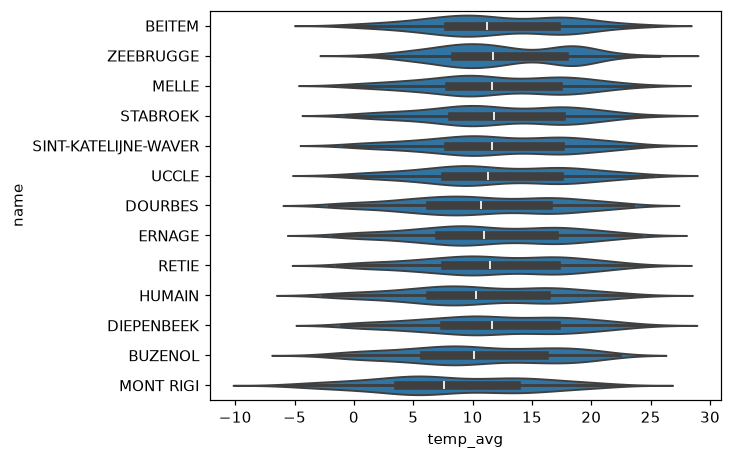 BEITEM
ZEEBRUGGE
MELLE
STABROEK
SINT-KATELIJNE-WAVER
UCCLE
DOURBES
ERNAGE
RETIE
HUMAIN
DIEPENBEEK
BUZENOL
MONT RIGI
name
−10 −5 0 5 10 15 20 25 30
temp_avg